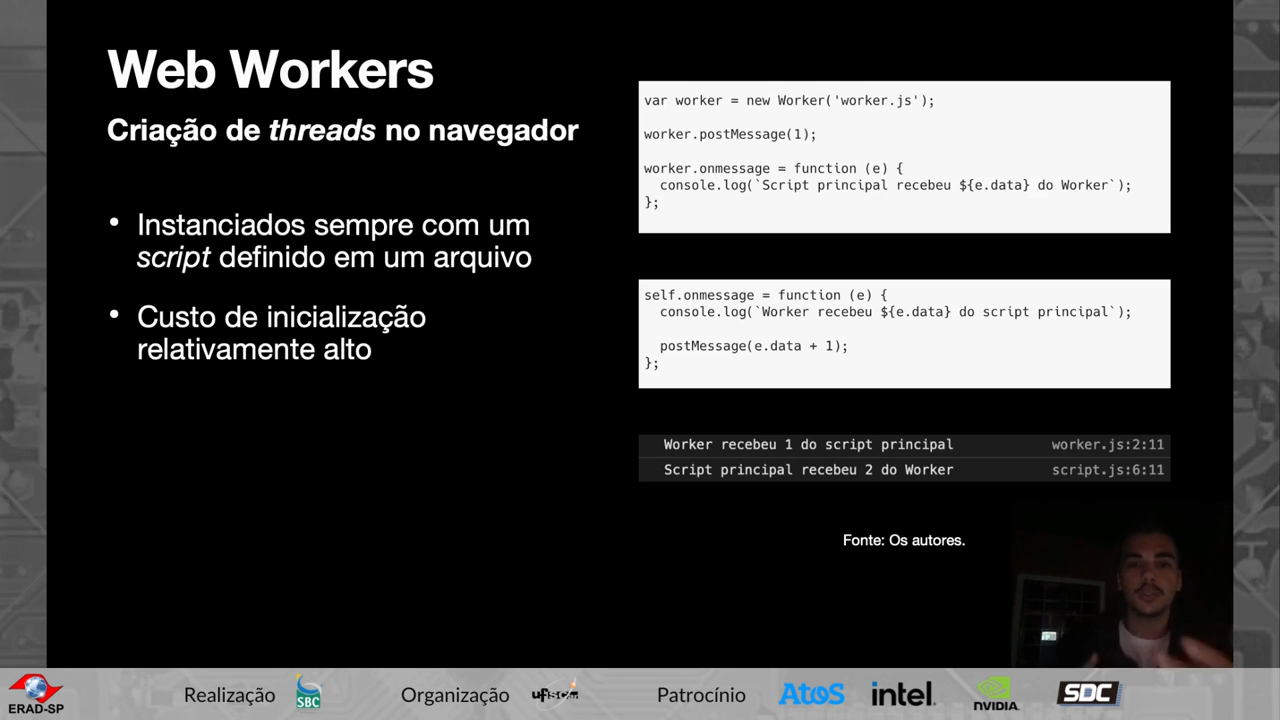 Web Workers
Criação de threads no navegador
• Instanciados sempre com um
script definido em um arquivo
• Custo de inicialização
relativamente alto
var worker = new Worker('worker.js');
worker.postMessage(1);
worker.onmessage = function (e) {
  console.log(`Script principal recebeu ${e.data} do Worker`);
};
self.onmessage = function (e) {
  console.log(`Worker recebeu ${e.data} do script principal`);
  postMessage(e.data + 1);
};
Worker recebeu 1 do script principal worker.js:2:11
Script principal recebeu 2 do Worker script.js:6:11
Fonte: Os autores.
ERAD-SP
Realização
SBC
Organização
ufscar
Patrocínio
Atos
intel.
NVIDIA.
SDC